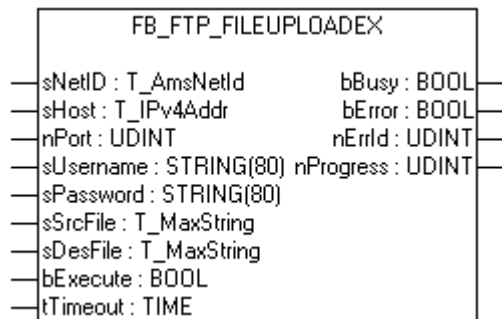 FB_FTP_FILEUPLOADEX
sNetID : T_AmsNetId bBusy : BOOL
sHost : T_IPv4Addr bError : BOOL
nPort : UDINT nErrId : UDINT
sUsername : STRING(80) nProgress : UDINT
sPassword : STRING(80)
sSrcFile : T_MaxString
sDesFile : T_MaxString
bExecute : BOOL
tTimeout : TIME